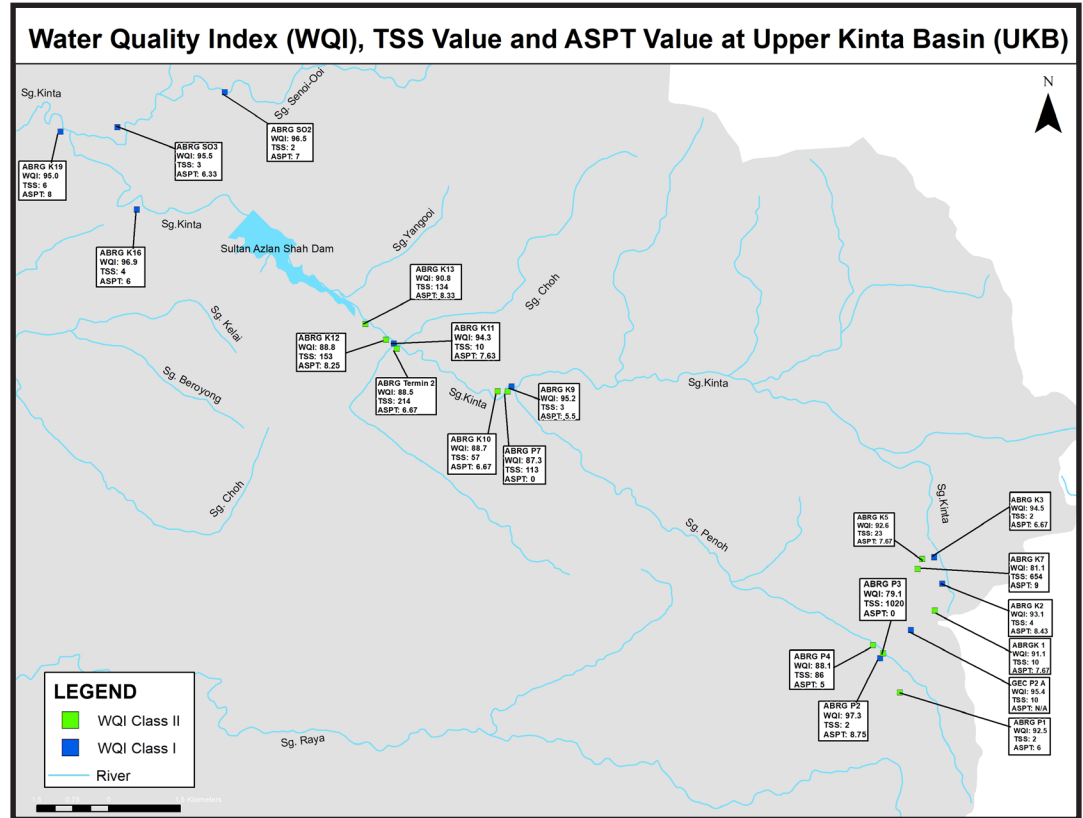 Water Quality Index (WQI), TSS Value and ASPT Value at Upper Kinta Basin (UKB)
N
Sg.Kinta
Sg. Senoi-Ooi
ABRG SO2
WQI: 96.5
TSS: 2
ASPT: 7
ABRG SO3
WQI: 95.5
TSS: 3
ASPT: 6.33
ABRG K19
WQI: 95.0
TSS: 6
ASPT: 8
Sg.Kinta
Sultan Azlan Shah Dam
Sg.Yangooi
ABRG K16
WQI: 96.9
TSS: 4
ASPT: 6
ABRG K13
WQI: 90.8
TSS: 134
ASPT: 8.33
Sg. Choh
Sg. Kelai
ABRG K12
WQI: 88.8
TSS: 153
ASPT: 8.25
ABRG K11
WQI: 94.3
TSS: 10
ASPT: 7.63
Sg. Beroyong
ABRG Termin 2
WQI: 88.5
TSS: 214
ASPT: 6.67
Sg.Kinta
Sg.Kinta
ABRG K9
WQI: 95.2
TSS: 3
ASPT: 5.5
ABRG K10
WQI: 88.7
TSS: 57
ASPT: 6.67
ABRG P7
WQI: 87.3
TSS: 113
ASPT: 0
Sg. Choh
Sg. Penoh
Sg.Kinta
ABRG K3
WQI: 94.5
TSS: 2
ASPT: 6.67
ABRG K5
WQI: 92.6
TSS: 23
ASPT: 7.67
ABRG K7
WQI: 81.1
TSS: 654
ASPT: 9
ABRG P3
WQI: 79.1
TSS: 1020
ASPT: 0
ABRG K2
WQI: 93.1
TSS: 4
ASPT: 8.43
ABRGK 1
WQI: 91.1
TSS: 10
ASPT: 7.67
ABRG P4
WQI: 88.1
TSS: 86
ASPT: 5
GEC P2 A
WQI: 95.4
TSS: 10
ASPT: N/A
ABRG P2
WQI: 97.3
TSS: 2
ASPT: 8.75
ABRG P1
WQI: 92.5
TSS: 2
ASPT: 6
Sg. Raya
LEGEND
WQI Class II
WQI Class I
River
1.5 0.75 0 1.5 Kilometers